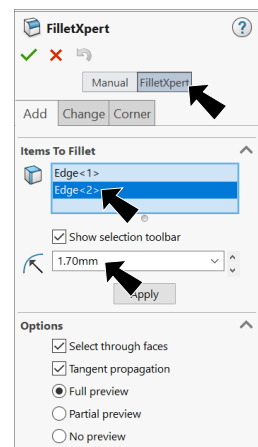 FilletXpert ?
Manual FilletXpert
Add Change Corner
Items To Fillet
Edge<1>
Edge<2>
Show selection toolbar
1.70mm
Apply
Options
Select through faces
Tangent propagation
Full preview
Partial preview
No preview